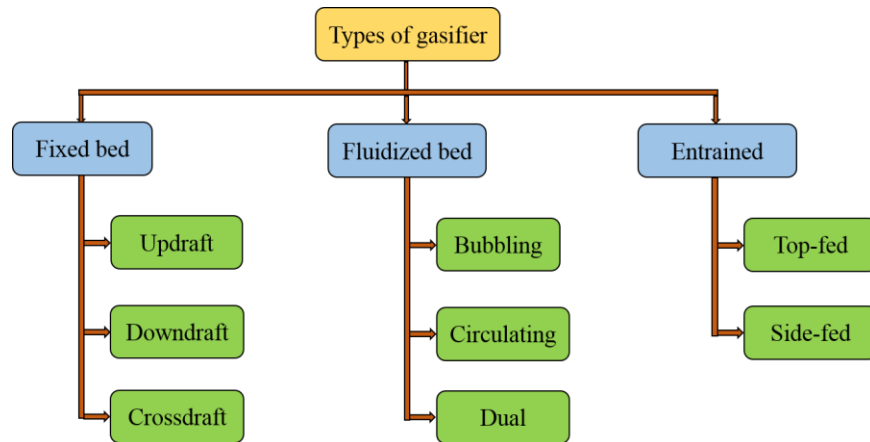 Types of gasifier
Fixed bed
Fluidized bed
Entrained
Updraft
Bubbling
Top-fed
Downdraft
Circulating
Side-fed
Crossdraft
Dual